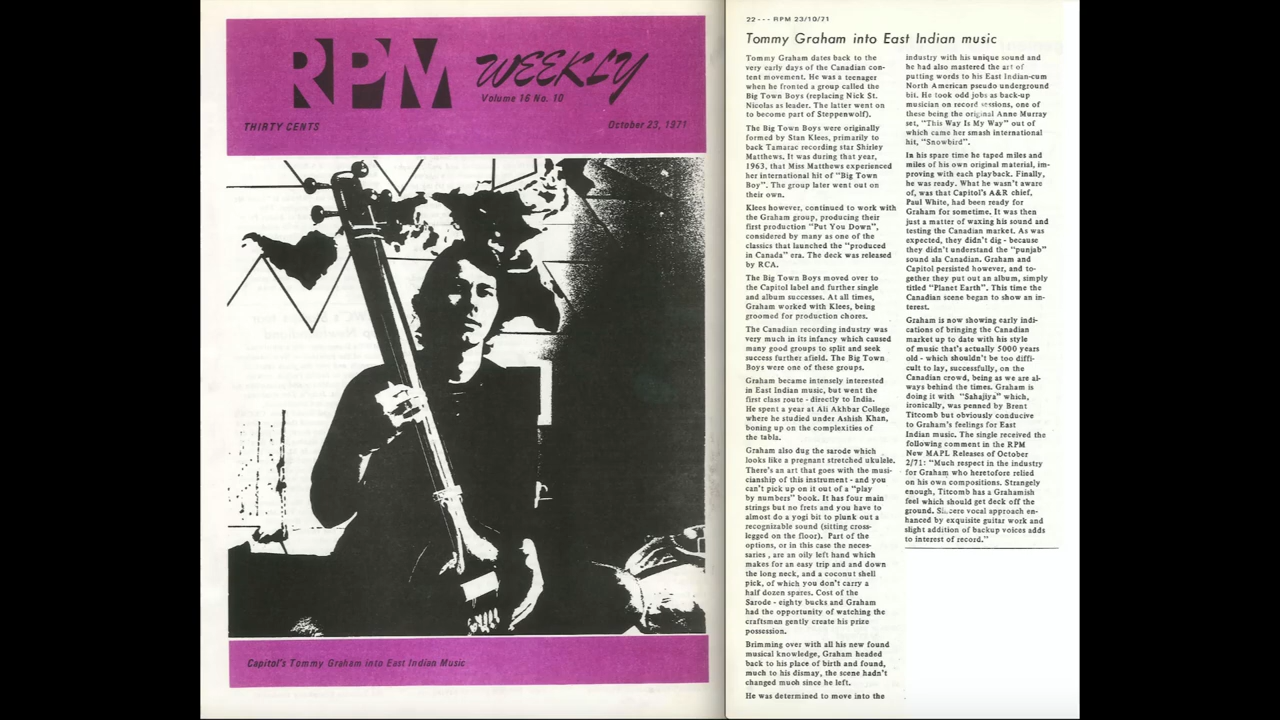 RPM WEEKLY
Volume 16 No. 10
THIRTY CENTS
October 23, 1971
Capitol's Tommy Graham into East Indian Music
22 --- RPM 23/10/71
Tommy Graham into East Indian music
Tommy Graham dates back to the
very early days of the Canadian con-
tent movement. He was a teenager
when he fronted a group called the
Big Town Boys (replacing Nick St.
Nicolas as leader. The latter went on
to become part of Steppenwolf).
The Big Town Boys were originally
formed by Stan Klees, primarily to
back Tamarac recording star Shirley
Matthews. It was during that year,
1963, that Miss Matthews experienced
her international hit of "Big Town
Boy". The group later went out on
their own.
Klees however, continued to work with
the Graham group, producing their
first production "Put You Down",
considered by many as one of the
classics that launched the "produced
in Canada" era. The deck was released
by RCA.
The Big Town Boys moved over to
the Capitol label and further single
and album successes. At all times,
Graham worked with Klees, being
groomed for production chores.
The Canadian recording industry was
very much in its infancy which caused
many good groups to split and seek
success further afield. The Big Town
Boys were one of these groups.
Graham became intensely interested
in East Indian music, but went the
first class route - directly to India.
He spent a year at Ali Akhbar College
where he studied under Ashish Khan,
boning up on the complexities of
the tabla.
Graham also dug the sarode which
looks like a pregnant stretched ukulele.
There's an art that goes with the musi-
cianship of this instrument - and you
can't pick up on it out of a "play
by numbers" book. It has four main
strings but no frets and you have to
almost do a yogi bit to plunk out a
recognizable sound (sitting cross-
legged on the floor). Part of the
options, or in this case the neces-
saries , are an oily left hand which
makes for an easy trip and and down
the long neck, and a coconut shell
pick, of which you don't carry a
half dozen spares. Cost of the
Sarode - eighty bucks and Graham
had the opportunity of watching the
craftsmen gently create his prize
possession.
Brimming over with all his new found
musical knowledge, Graham headed
back to his place of birth and found,
much to his dismay, the scene hadn't
changed much since he left.
He was determined to move into the
industry with his unique sound and
he had also mastered the art of
putting words to his East Indian-cum
North American pseudo underground
bit. He took odd jobs as back-up
musician on record sessions, one of
these being the original Anne Murray
set, "This Way Is My Way" out of
which came her smash international
hit, "Snowbird".
In his spare time he taped miles and
miles of his own original material, im-
proving with each playback. Finally,
he was ready. What he wasn't aware
of, was that Capitol's A&R chief,
Paul White, had been ready for
Graham for sometime. It was then
just a matter of waxing his sound and
testing the Canadian market. As was
expected, they didn't dig - because
they didn't understand the "punjab"
sound ala Canadian. Graham and
Capitol persisted however, and to-
gether they put out an album, simply
titled "Planet Earth". This time the
Canadian scene began to show an in-
terest.
Graham is now showing early indi-
cations of bringing the Canadian
market up to date with his style
of music that's actually 5000 years
old - which shouldn't be too diffi-
cult to lay, successfully, on the
Canadian crowd, being as we are al-
ways behind the times. Graham is
doing it with "Sahajiya" which,
ironically, was penned by Brent
Titcomb but obviously conducive
to Graham's feelings for East
Indian music. The single received the
following comment in the RPM
New MAPL Releases of October
2/71: "Much respect in the industry
for Graham who heretofore relied
on his own compositions. Strangely
enough, Titcomb has a Grahamish
feel which should get deck off the
ground. Sincere vocal approach en-
hanced by exquisite guitar work and
slight addition of backup voices adds
to interest of record."